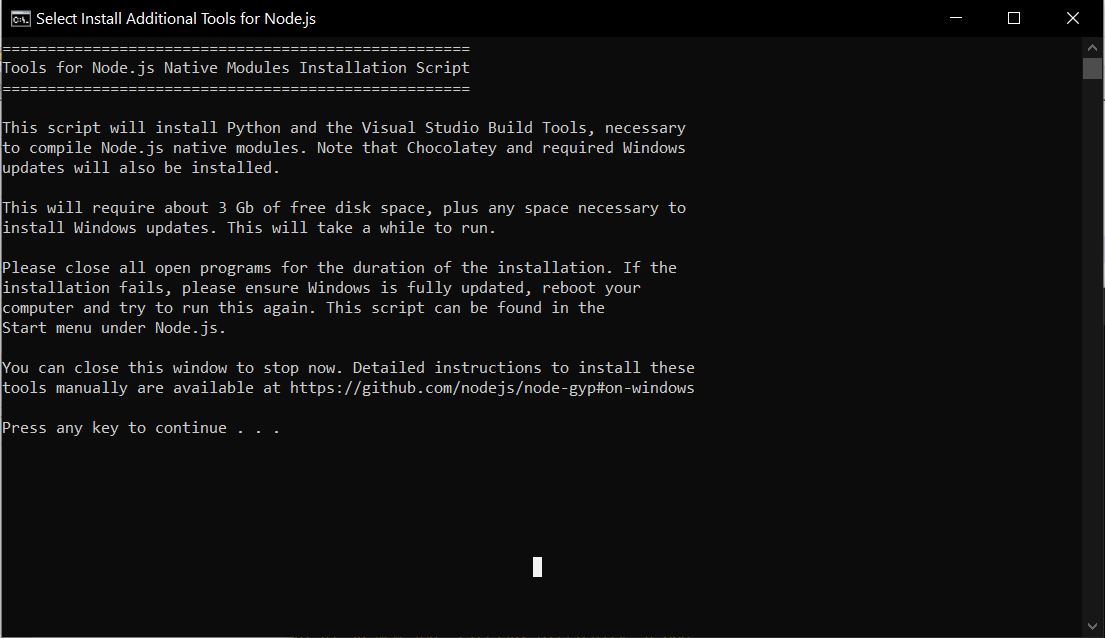 Select Install Additional Tools for Node.js
====================================================
Tools for Node.js Native Modules Installation Script
====================================================
This script will install Python and the Visual Studio Build Tools, necessary
to compile Node.js native modules. Note that Chocolatey and required Windows
updates will also be installed.
This will require about 3 Gb of free disk space, plus any space necessary to
install Windows updates. This will take a while to run.
Please close all open programs for the duration of the installation. If the
installation fails, please ensure Windows is fully updated, reboot your
computer and try to run this again. This script can be found in the
Start menu under Node.js.
You can close this window to stop now. Detailed instructions to install these
tools manually are available at https://github.com/nodejs/node-gyp#on-windows
Press any key to continue . . .